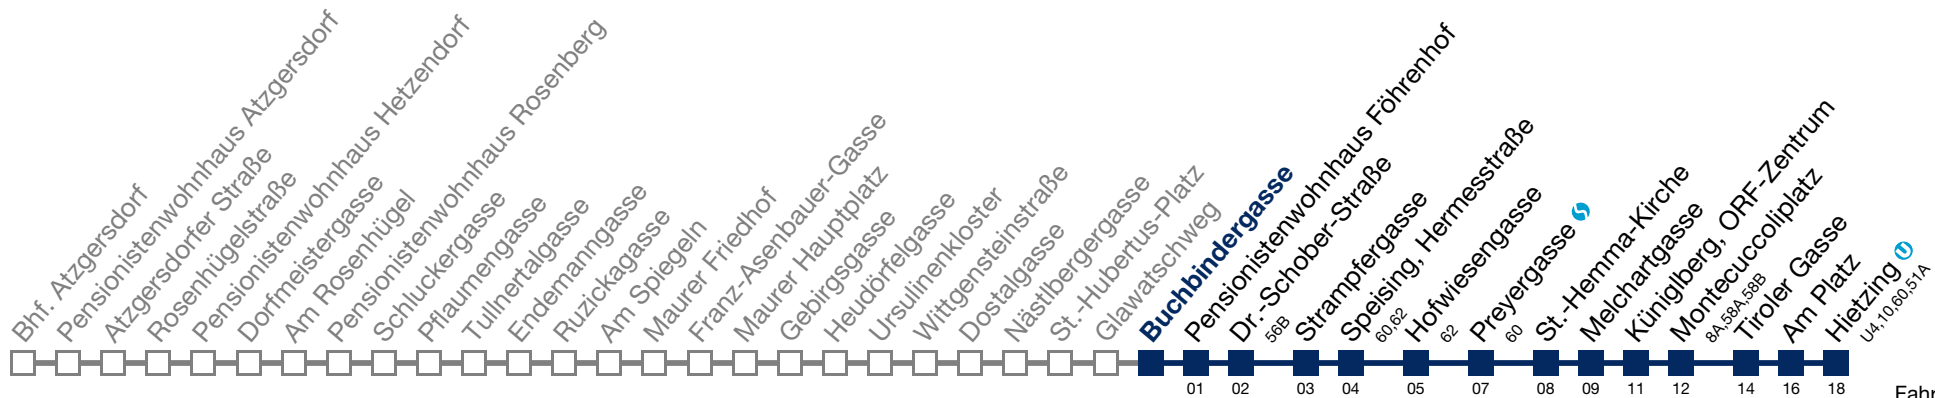 Bhf. Atzgersdorf
Pensionistenwohnhaus Atzgersdorf
Atzgersdorfer Straße
Rosenhügelstraße
Pensionistenwohnhaus Hetzendorf
Dorfmeistergasse
Am Rosenhügel
Pensionistenwohnhaus Rosenberg
Schluckergasse
Pflaumengasse
Tullnertalgasse
Endemanngasse
Ruzickagasse
Am Spiegeln
Maurer Friedhof
Franz-Asenbauer-Gasse
Maurer Hauptplatz
Gebirgsgasse
Heudörfelgasse
Ursulinenkloster
Wittgensteinstraße
Dostalgasse
Nästlbergergasse
St.-Hubertus-Platz
Glawatschweg
Buchbindergasse
Pensionistenwohnhaus Föhrenhof
Dr.-Schober-Straße
56B
Strampfergasse
Speising, Hermesstraße
60,62
Hofwiesengasse
62
Preyergasse S
60
St.-Hemma-Kirche
Melchartgasse
Küniglberg, ORF-Zentrum
Montecuccoliplatz
8A,58A,58B
Tiroler Gasse
Am Platz
Hietzing U
U4,10,60,51A
01 02 03 04 05 07 08 09 11 12 14 16 18
Fahr